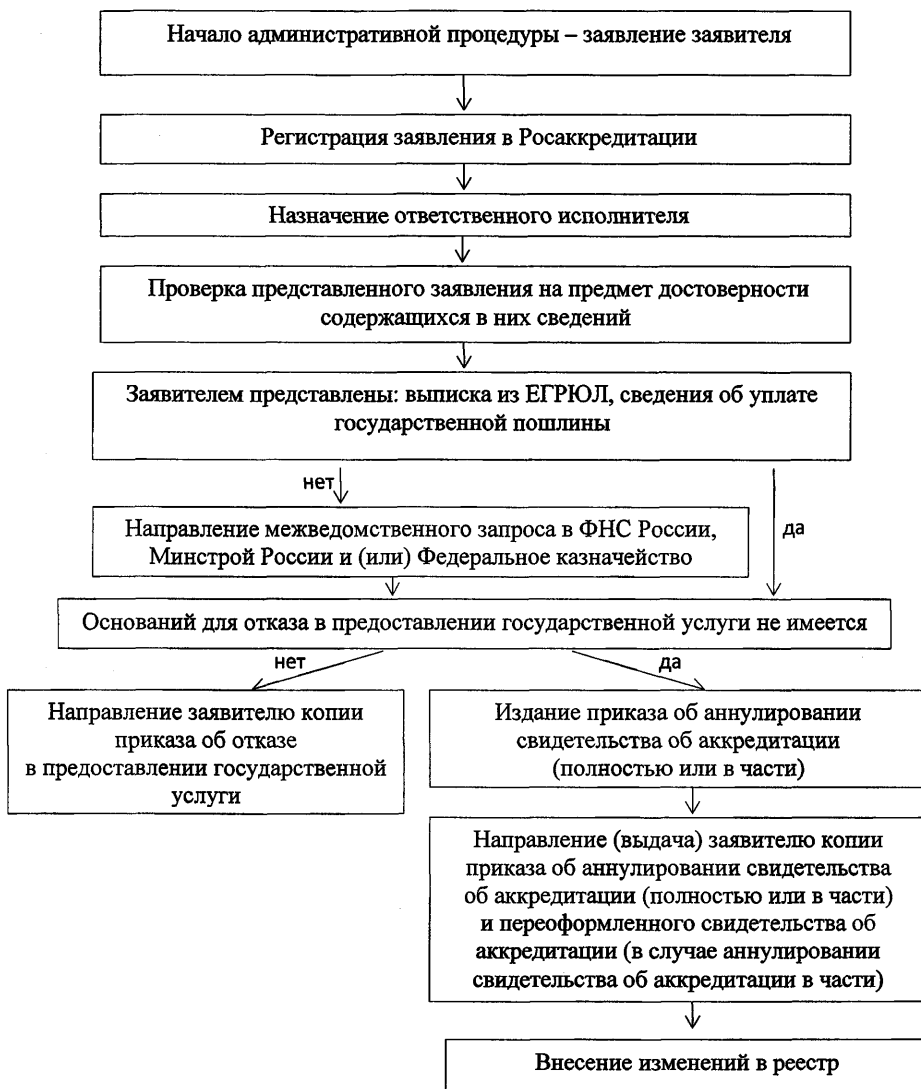 Начало административной процедуры – заявление заявителя
Регистрация заявления в Росаккредитации
Назначение ответственного исполнителя
Проверка представленного заявления на предмет достоверности
содержащихся в них сведений
Заявителем представлены: выписка из ЕГРЮЛ, сведения об уплате
государственной пошлины
нет
да
Направление межведомственного запроса в ФНС России,
Минстрой России и (или) Федеральное казначейство
Оснований для отказа в предоставлении государственной услуги не имеется
нет
да
Направление заявителю копии
приказа об отказе
в предоставлении государственной
услуги
Издание приказа об аннулировании
свидетельства об аккредитации
(полностью или в части)
Направление (выдача) заявителю копии
приказа об аннулировании свидетельства
об аккредитации (полностью или в части)
и переоформленного свидетельства об
аккредитации (в случае аннулировании
свидетельства об аккредитации в части)
Внесение изменений в реестр